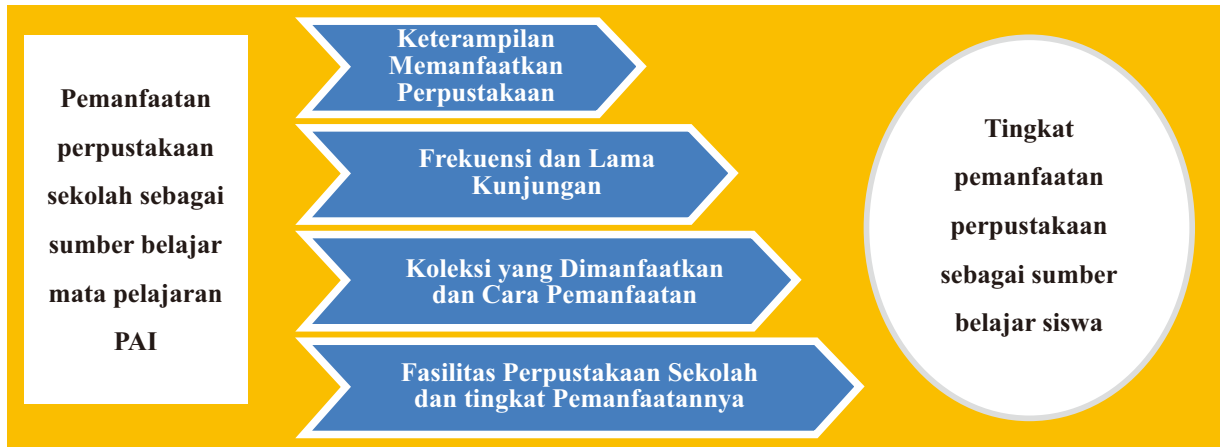 Pemanfaatan
perpustakaan
sekolah sebagai
sumber belajar
mata pelajaran
PAI
Keterampilan
Memanfaatkan
Perpustakaan
Frekuensi dan Lama
Kunjungan
Koleksi yang Dimanfaatkan
dan Cara Pemanfaatan
Fasilitas Perpustakaan Sekolah
dan tingkat Pemanfaatannya
Tingkat
pemanfaatan
perpustakaan
sebagai sumber
belajar siswa